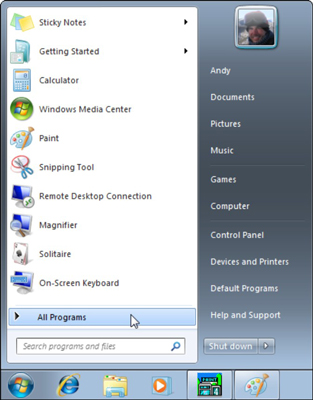 Sticky Notes
Getting Started
Calculator
Windows Media Center
Paint
Snipping Tool
Remote Desktop Connection
Magnifier
Solitaire
On-Screen Keyboard
All Programs
Search programs and files
Andy
Documents
Pictures
Music
Games
Computer
Control Panel
Devices and Printers
Default Programs
Help and Support
Shut down